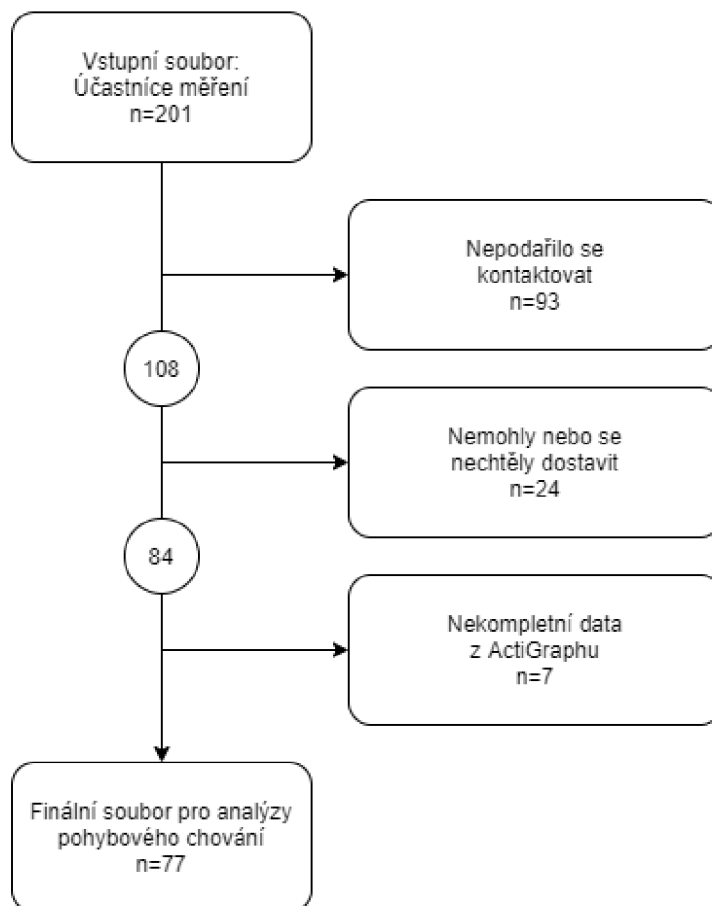 Vstupní soubor:
Účastnice měření
n=201
Nepodařilo se
kontaktovat
n=93
108
Nemohly nebo se
nechtěly dostavit
n=24
84
Nekompletní data
z ActiGraphu
n=7
Finální soubor pro analýzy
pohybového chování
n=77